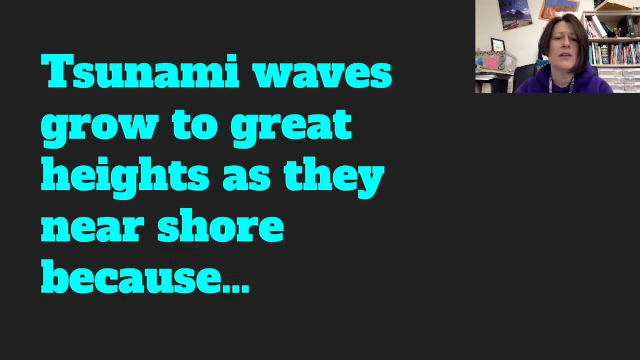 Tsunami waves
grow to great
heights as they
near shore
because...